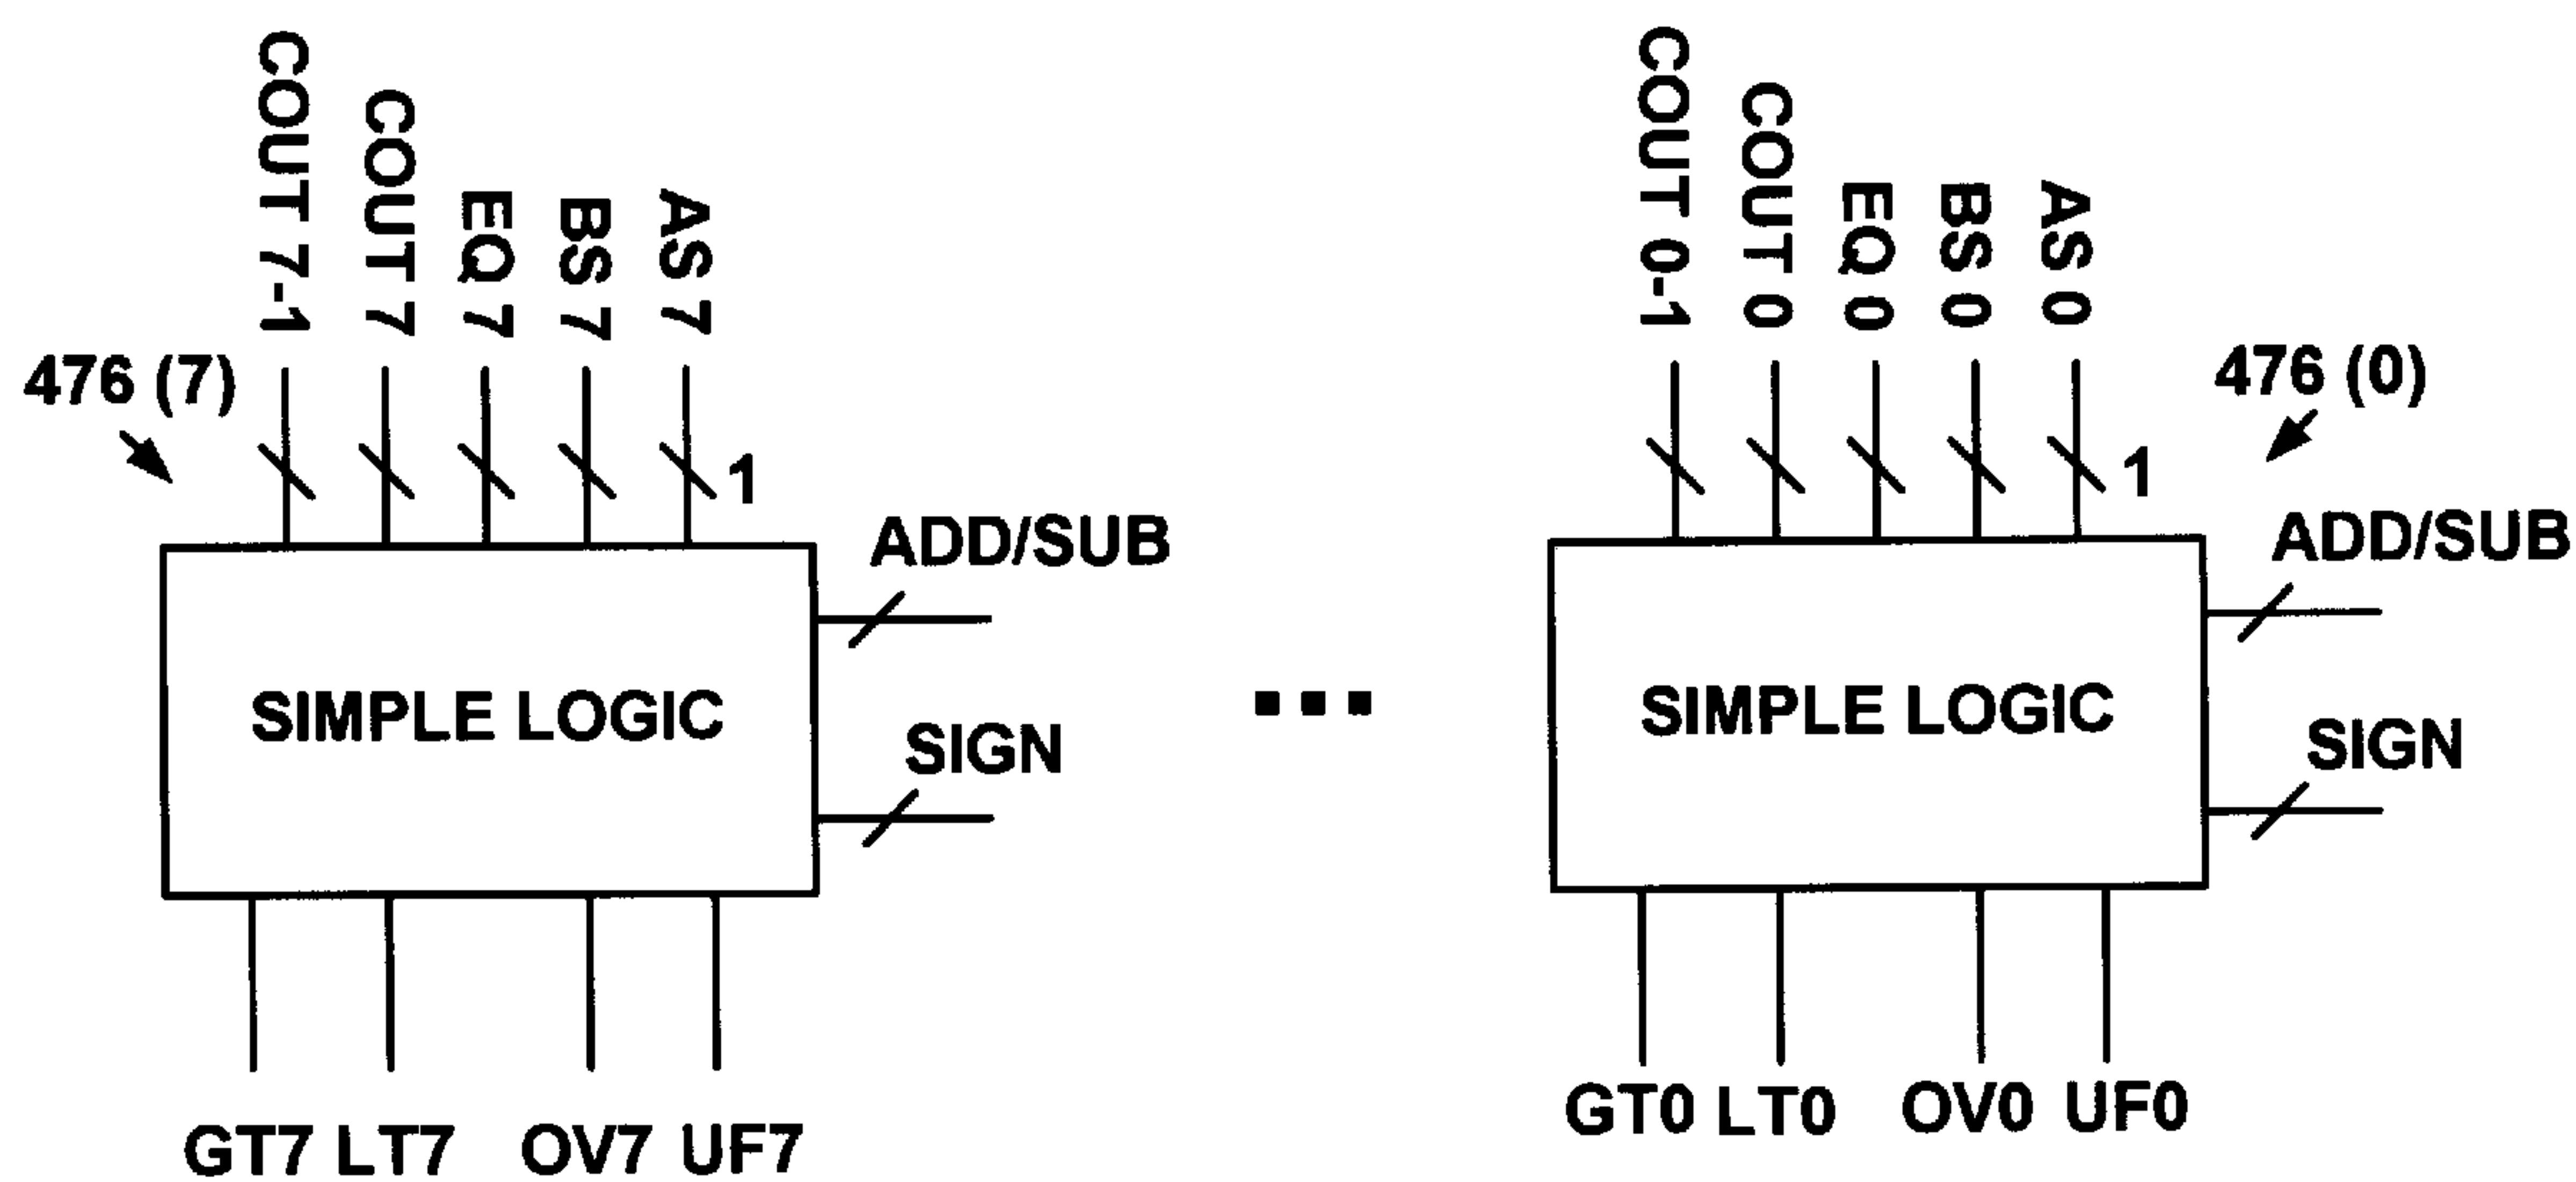 COUT 7-1
COUT 7
EQ 7
BS 7
AS 7
476 (7)
1
ADD/SUB
SIMPLE LOGIC
SIGN
GT7
LT7
OV7
UF7
COUT 0-1
COUT 0
EQ 0
BS 0
AS 0
476 (0)
1
ADD/SUB
SIMPLE LOGIC
SIGN
GT0
LT0
OV0
UF0